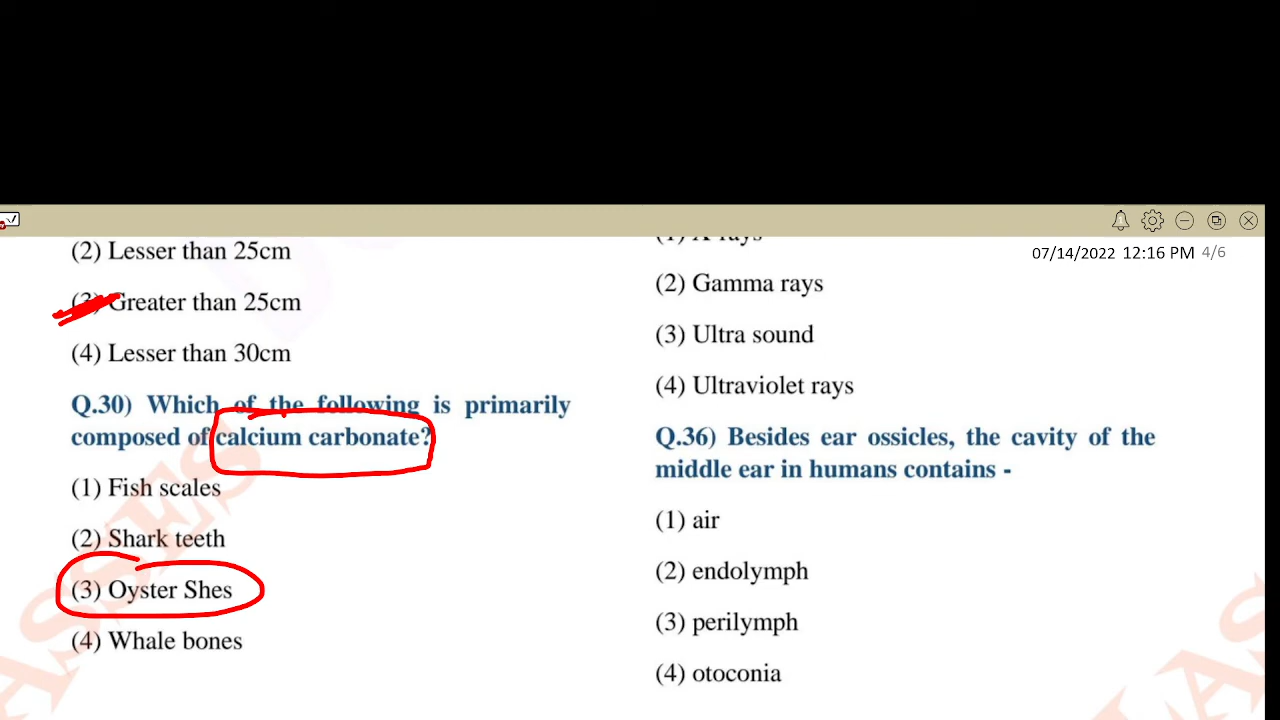 07/14/2022 12:16 PM 4/6
(2) Lesser than 25cm
(3) Greater than 25cm
(4) Lesser than 30cm
Q.30) Which of the following is primarily
composed of calcium carbonate?
(1) Fish scales
(2) Shark teeth
(3) Oyster Shes
(4) Whale bones
(1) X-rays
(2) Gamma rays
(3) Ultra sound
(4) Ultraviolet rays
Q.36) Besides ear ossicles, the cavity of the
middle ear in humans contains -
(1) air
(2) endolymph
(3) perilymph
(4) otoconia